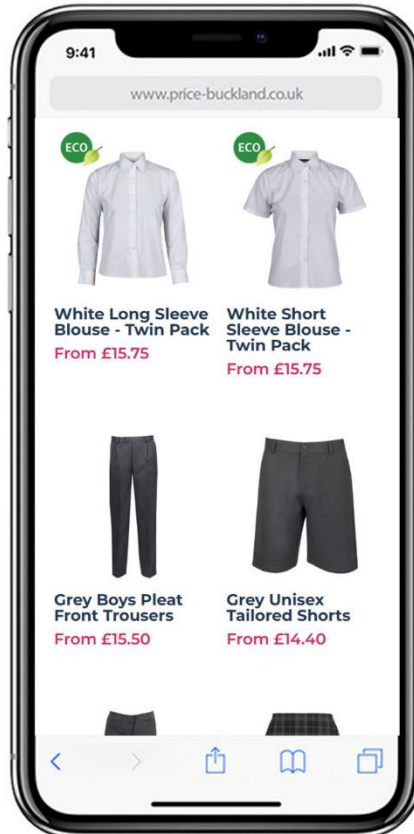 9:41
www.price-buckland.co.uk
ECO
ECO
White Long Sleeve
Blouse - Twin Pack
From £15.75
White Short
Sleeve Blouse -
Twin Pack
From £15.75
Grey Boys Pleat
Front Trousers
From £15.50
Grey Unisex
Tailored Shorts
From £14.40